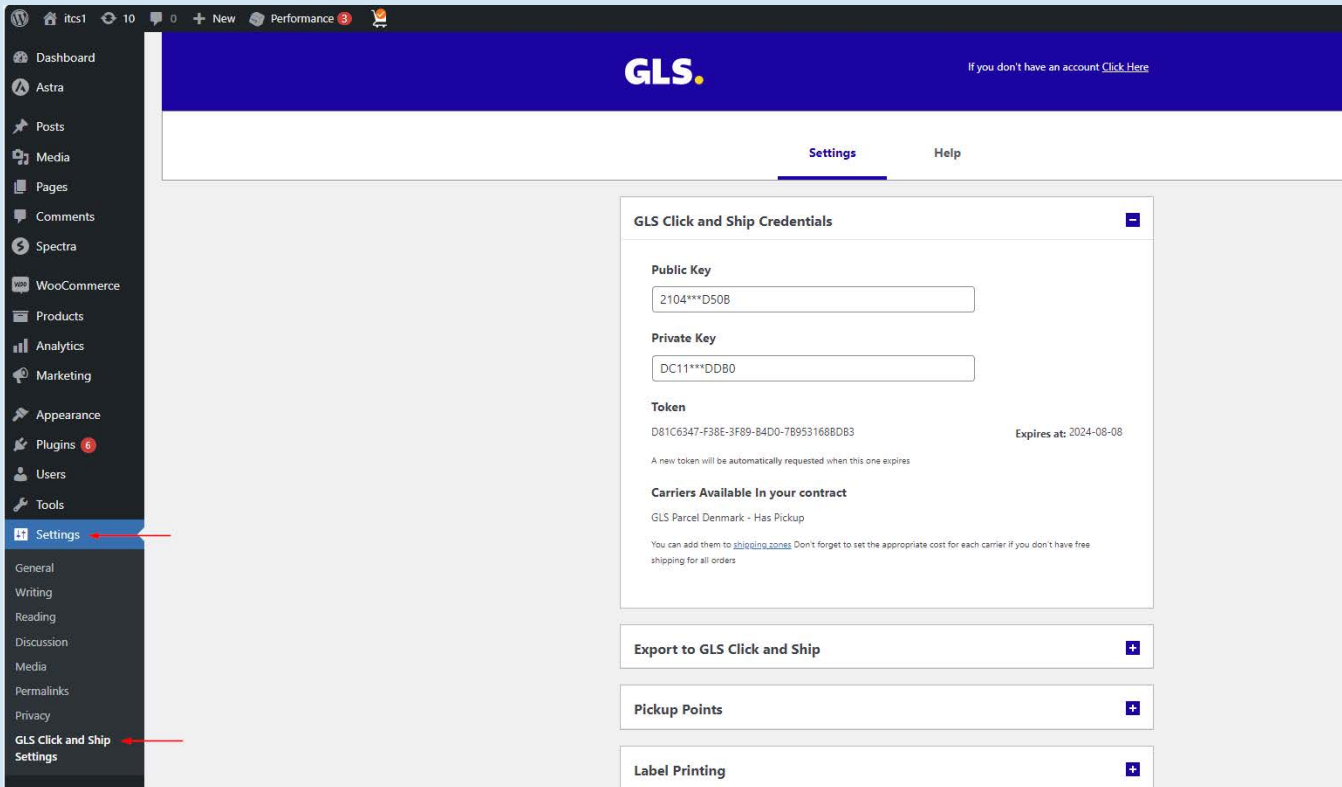 itcs1 10 0 New Performance 3
Dashboard
Astra
Posts
Media
Pages
Comments
Spectra
WooCommerce
Products
Analytics
Marketing
Appearance
Plugins 6
Users
Tools
Settings
General
Writing
Reading
Discussion
Media
Permalinks
Privacy
GLS Click and Ship
Settings
GLS.
If you don't have an account Click Here
Settings Help
GLS Click and Ship Credentials
Public Key
2104***D50B
Private Key
DC11***DDB0
Token
D81C6347-F38E-3F89-B4D0-7B953168BDB3 Expires at: 2024-08-08
A new token will be automatically requested when this one expires
Carriers Available In your contract
GLS Parcel Denmark - Has Pickup
You can add them to shipping zones Don't forget to set the appropriate cost for each carrier if you don't have free
shipping for all orders
Export to GLS Click and Ship
Pickup Points
Label Printing